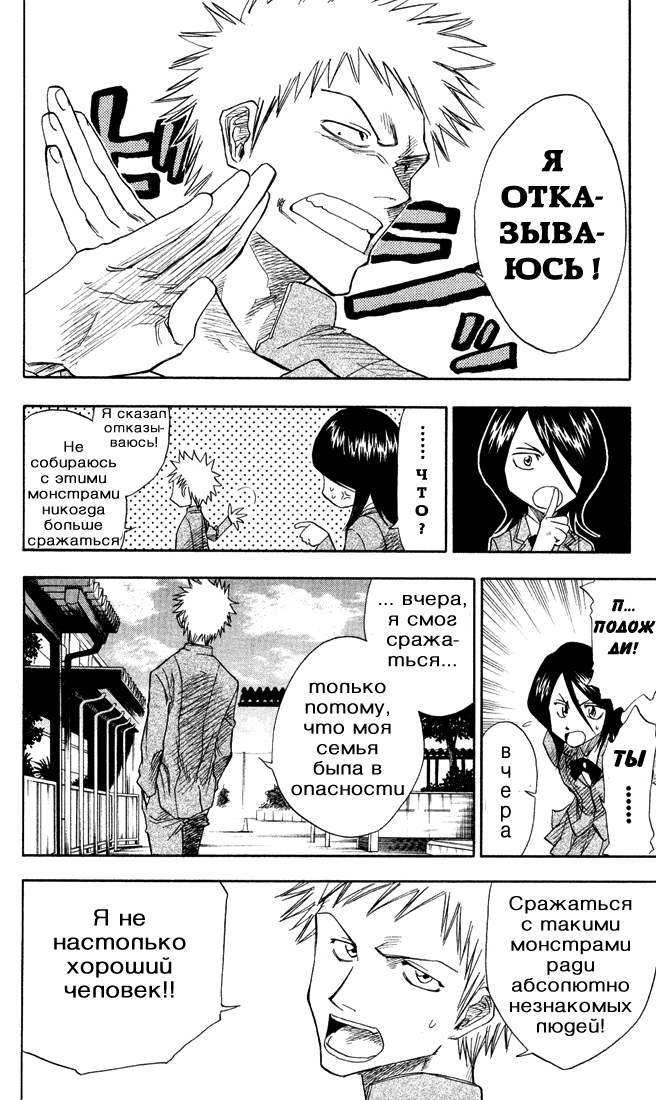 Я
ОТКА-
ЗЫВА-
ЮСЬ!
...... ЧТО?
Я сказал
отказы-
ваюсь!
Не
собираюсь
с этими
монстрами
никогда
больше
сражаться
П...
ПОДОЖ
ДИ!
ТЫ
......
вчера
... вчера,
я смог
сража-
ться...
только
потому,
что моя
семья
была в
опасности
Сражаться
с такими
монстрами
ради
абсолютно
незнакомых
людей!
Я не
настолько
хороший
человек!!